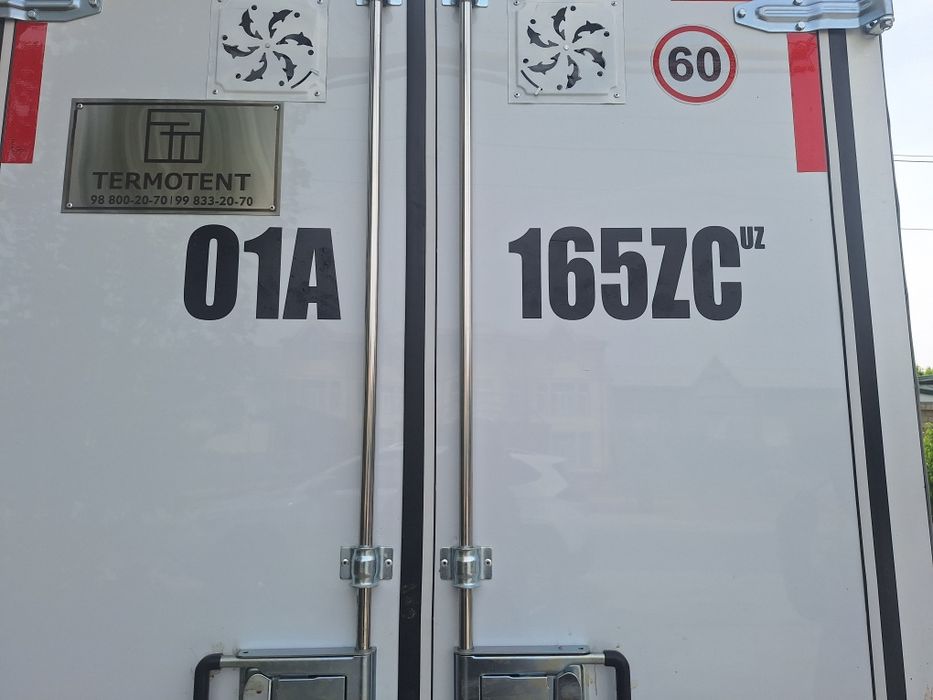 60
TERMOTENT
98 800-20-70 | 99 833-20-70
01A 165ZC UZ